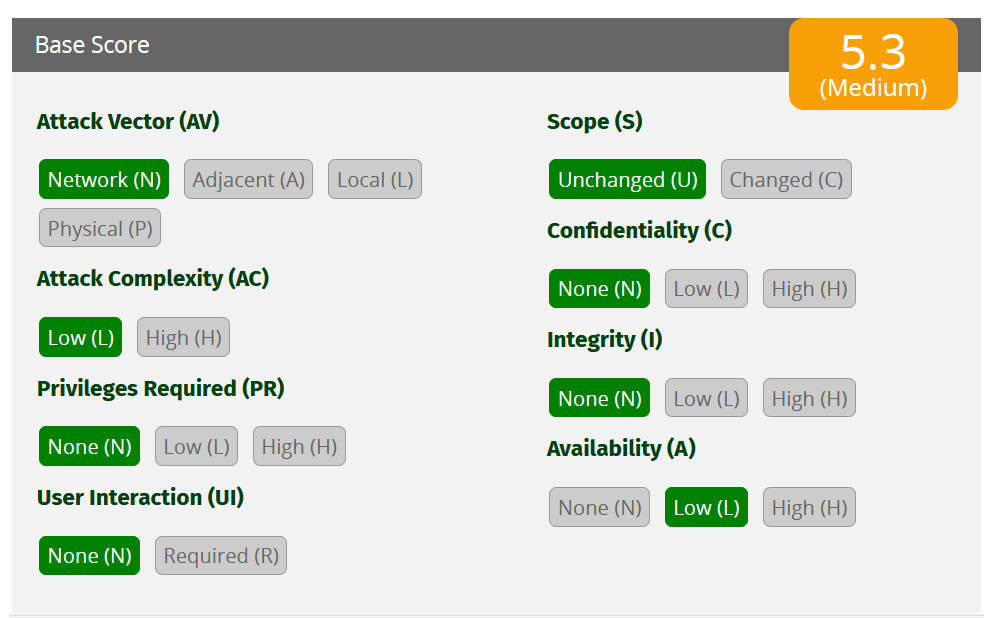 Base Score
5.3
(Medium)
Attack Vector (AV)
Network (N) Adjacent (A) Local (L)
Physical (P)
Attack Complexity (AC)
Low (L) High (H)
Privileges Required (PR)
None (N) Low (L) High (H)
User Interaction (UI)
None (N) Required (R)
Scope (S)
Unchanged (U) Changed (C)
Confidentiality (C)
None (N) Low (L) High (H)
Integrity (I)
None (N) Low (L) High (H)
Availability (A)
None (N) Low (L) High (H)